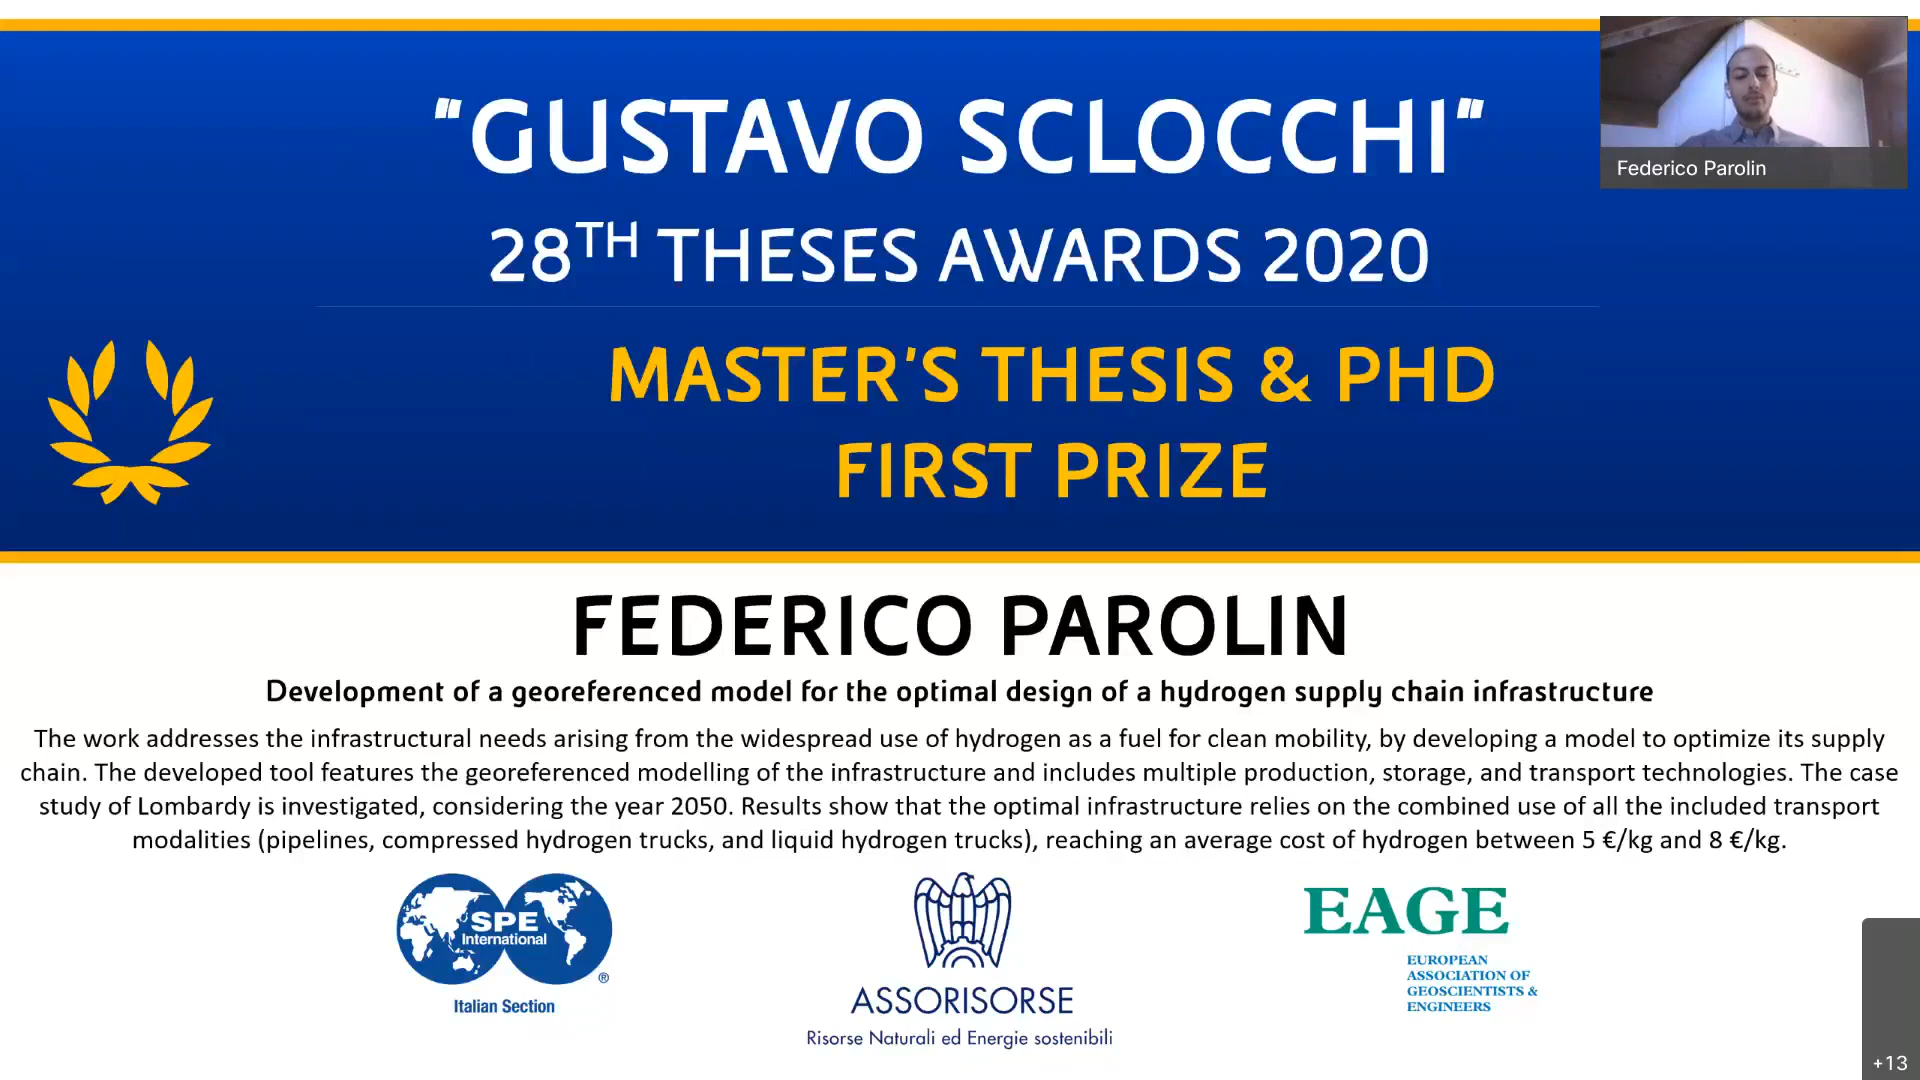 "GUSTAVO SCLOCCHI"
28TH THESES AWARDS 2020
MASTER'S THESIS & PHD
FIRST PRIZE
Federico Parolin
FEDERICO PAROLIN
Development of a georeferenced model for the optimal design of a hydrogen supply chain infrastructure
The work addresses the infrastructural needs arising from the widespread use of hydrogen as a fuel for clean mobility, by developing a model to optimize its supply
chain. The developed tool features the georeferenced modelling of the infrastructure and includes multiple production, storage, and transport technologies. The case
study of Lombardy is investigated, considering the year 2050. Results show that the optimal infrastructure relies on the combined use of all the included transport
modalities (pipelines, compressed hydrogen trucks, and liquid hydrogen trucks), reaching an average cost of hydrogen between 5 €/kg and 8 €/kg.
SPE
International
®
Italian Section
ASSORISORSE
Risorse Naturali ed Energie sostenibili
EAGE
EUROPEAN
ASSOCIATION OF
GEOSCIENTISTS &
ENGINEERS
+13